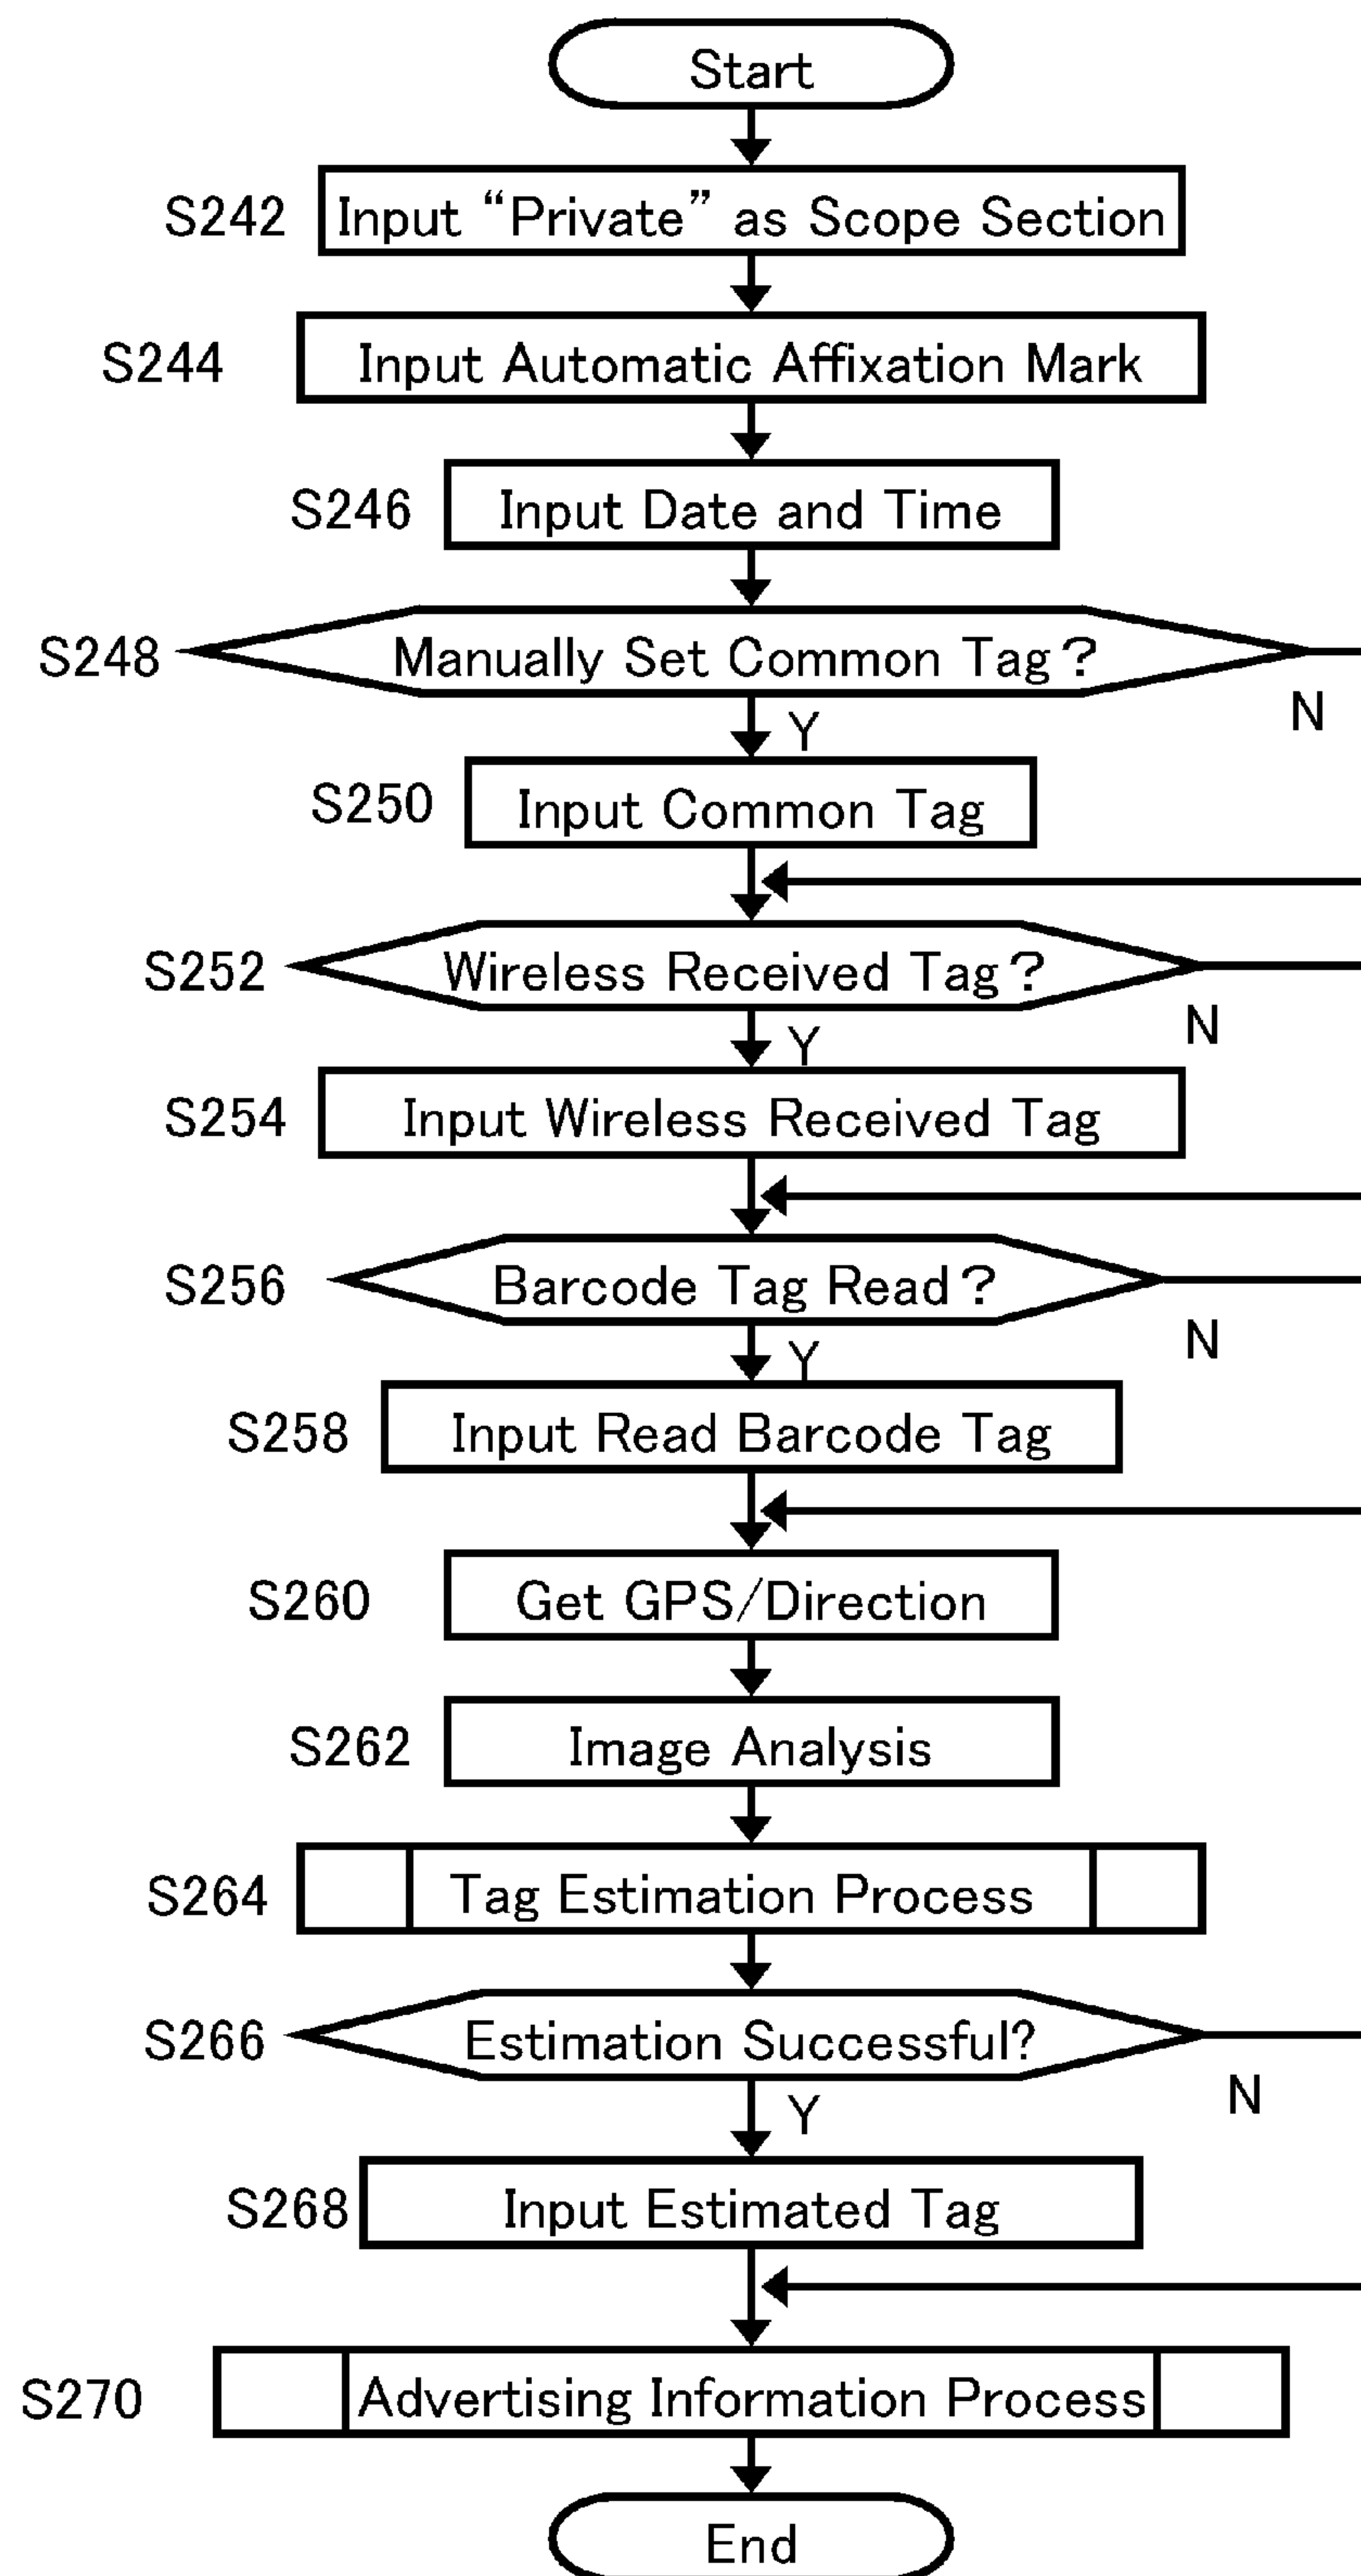 Start
S242 Input “Private” as Scope Section
S244 Input Automatic Affixation Mark
S246 Input Date and Time
S248 Manually Set Common Tag?
N
Y
S250 Input Common Tag
S252 Wireless Received Tag?
N
Y
S254 Input Wireless Received Tag
S256 Barcode Tag Read?
N
Y
S258 Input Read Barcode Tag
S260 Get GPS/Direction
S262 Image Analysis
S264 Tag Estimation Process
S266 Estimation Successful?
N
Y
S268 Input Estimated Tag
S270 Advertising Information Process
End